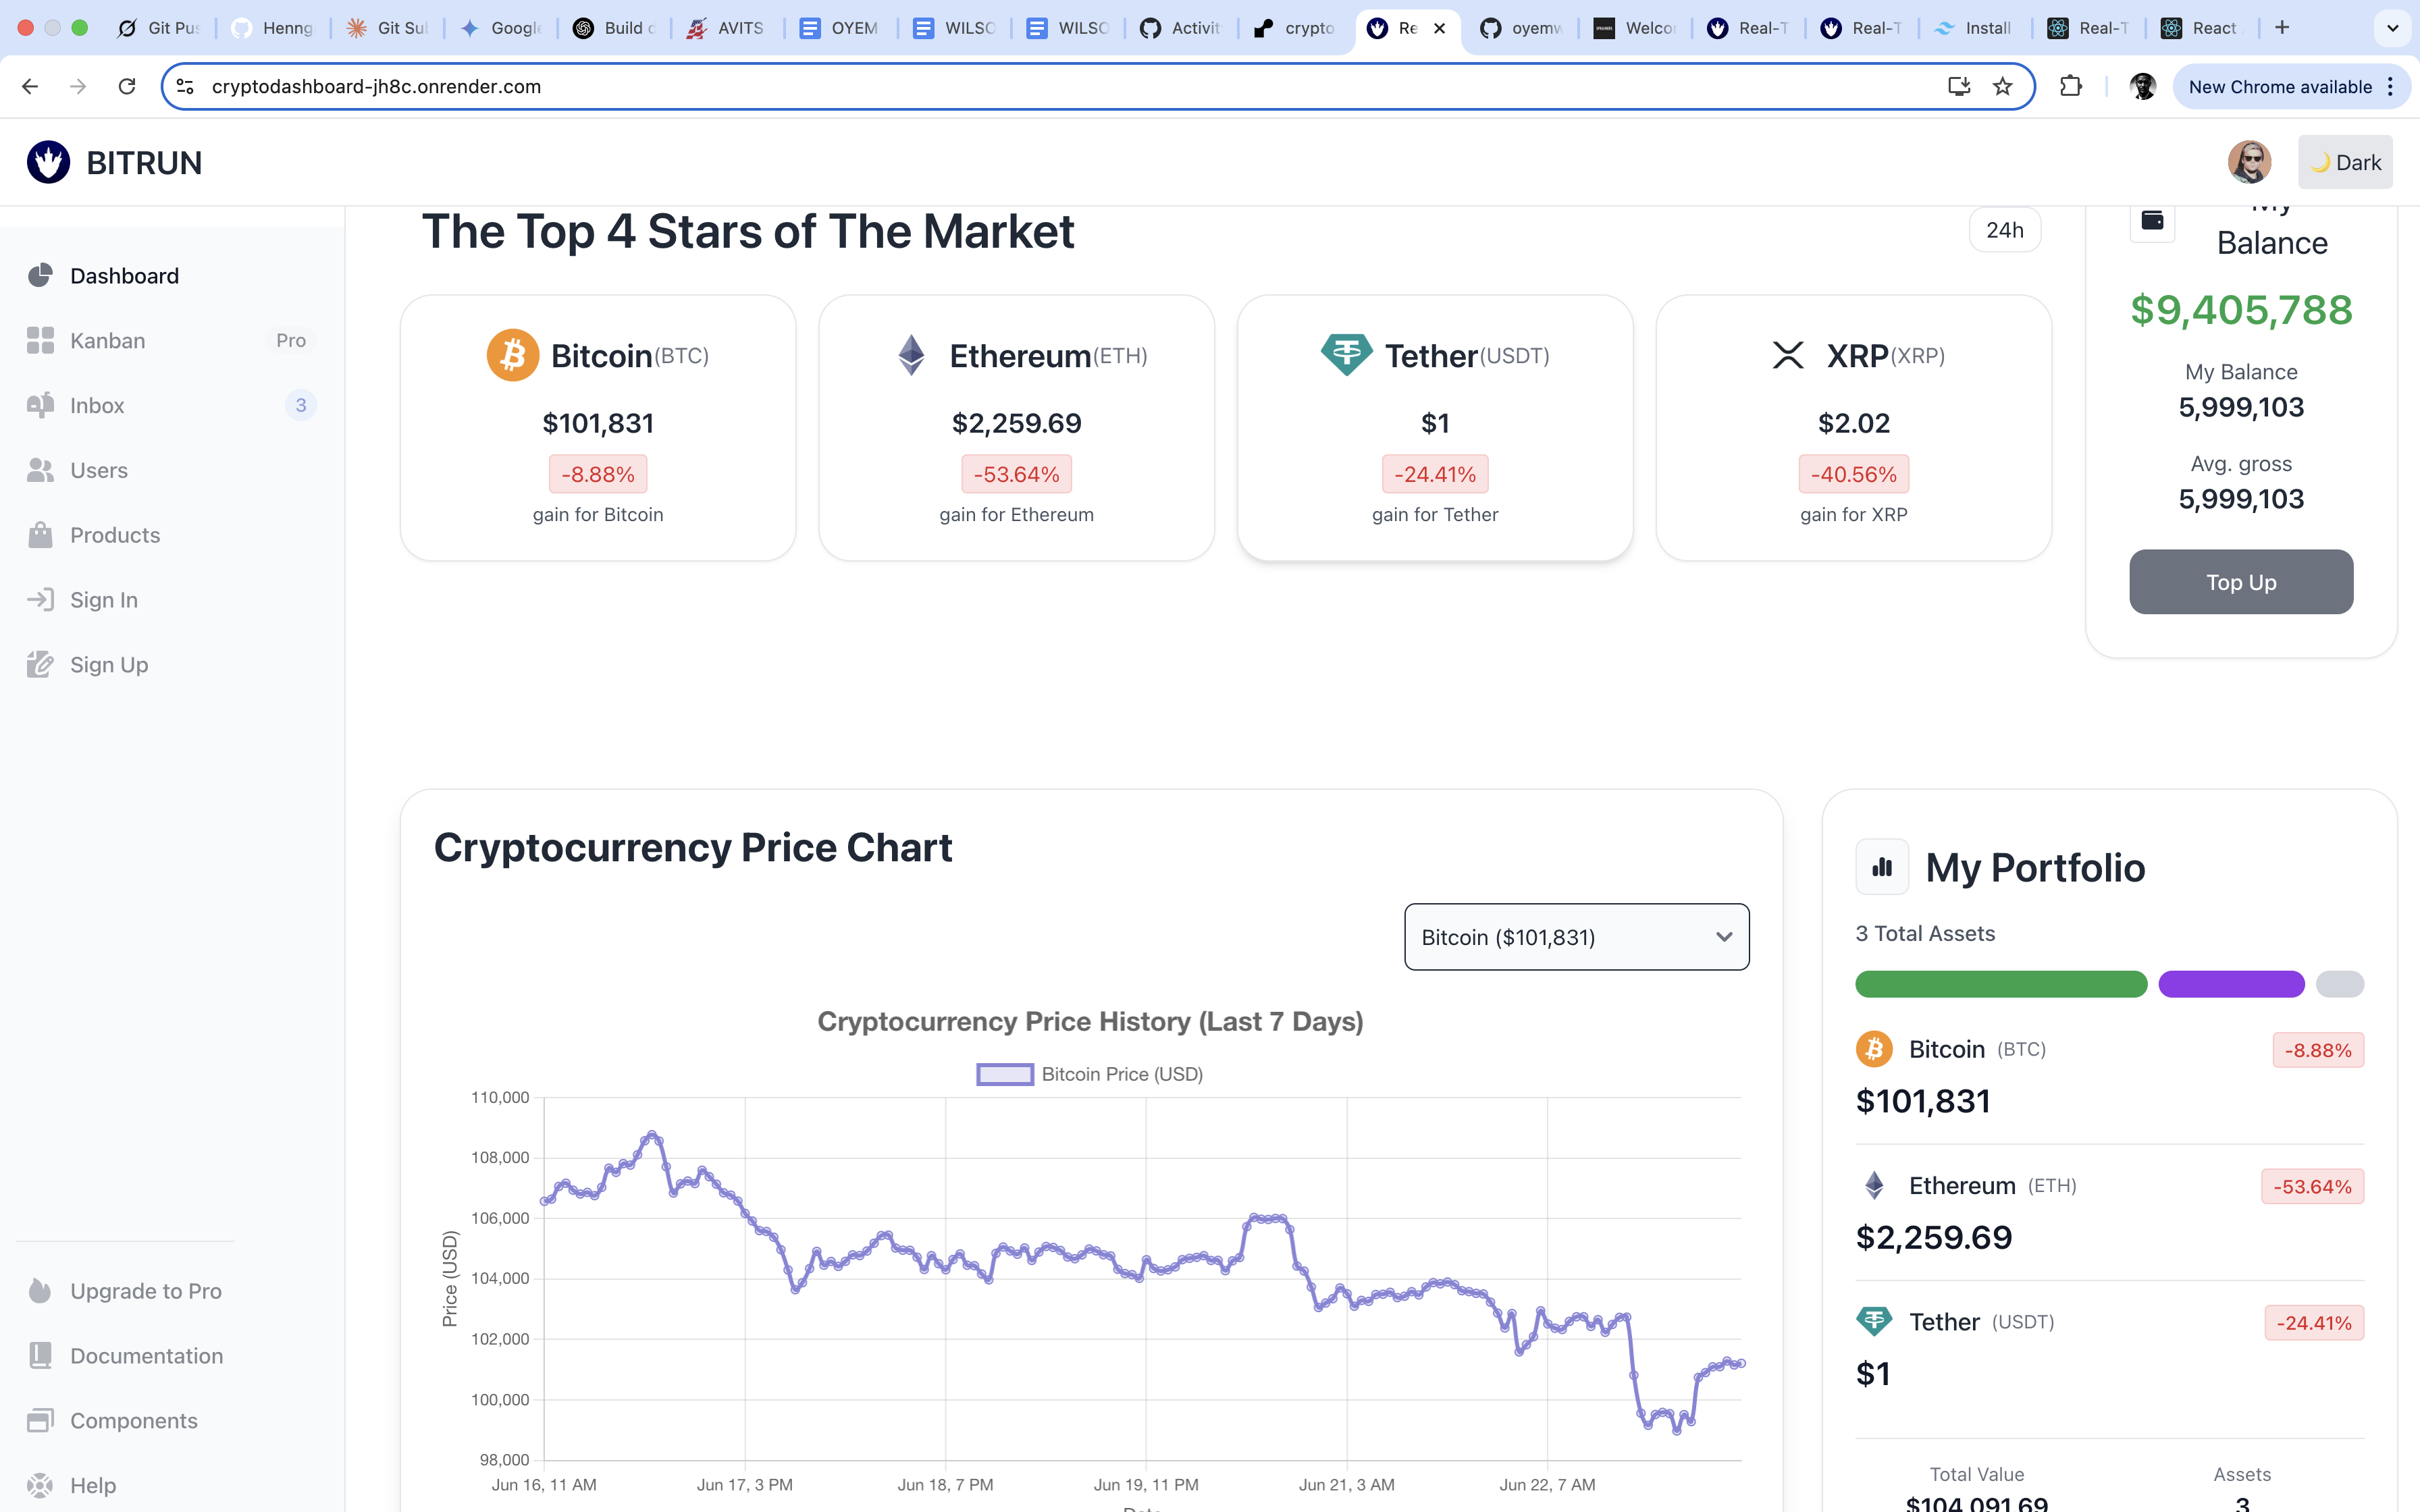 Git Pus
Henng
Git Sul
Google
Build c
AVITS
OYEM
WILSO
WILSO
Activit
crypto
Re
oyemw
Welcor
Real-T
Real-T
Install
Real-T
React
cryptodashboard-jh8c.onrender.com
New Chrome available
BITRUN
🌙 Dark
Dashboard
Kanban
Pro
Inbox
3
Users
Products
Sign In
Sign Up
Upgrade to Pro
Documentation
Components
Help
The Top 4 Stars of The Market
24h
Bitcoin(BTC)
$101,831
-8.88%
gain for Bitcoin
Ethereum(ETH)
$2,259.69
-53.64%
gain for Ethereum
Tether(USDT)
$1
-24.41%
gain for Tether
XRP(XRP)
$2.02
-40.56%
gain for XRP
My
Balance
$9,405,788
My Balance
5,999,103
Avg. gross
5,999,103
Top Up
Cryptocurrency Price Chart
Bitcoin ($101,831)
Cryptocurrency Price History (Last 7 Days)
Bitcoin Price (USD)
Price (USD)
110,000
108,000
106,000
104,000
102,000
100,000
98,000
Jun 16, 11 AM
Jun 17, 3 PM
Jun 18, 7 PM
Jun 19, 11 PM
Jun 21, 3 AM
Jun 22, 7 AM
Date
My Portfolio
3 Total Assets
Bitcoin (BTC)
-8.88%
$101,831
Ethereum (ETH)
-53.64%
$2,259.69
Tether (USDT)
-24.41%
$1
Total Value
$104,091.69
Assets
3